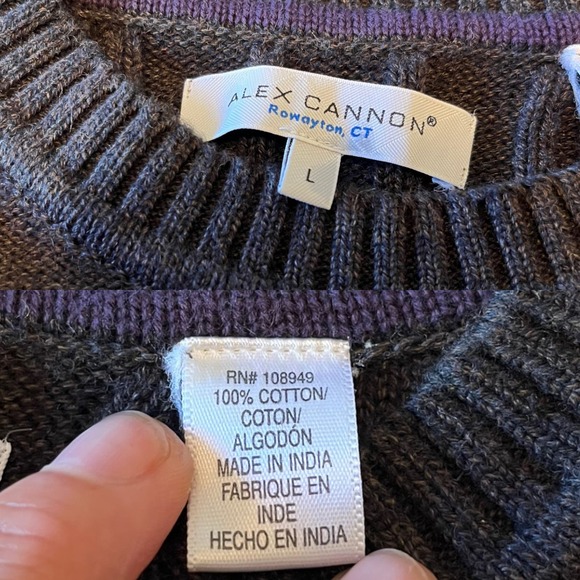 ALEX CANNON®
Rowayton, CT
L
RN# 108949
100% COTTON/
COTON/
ALGODÓN
MADE IN INDIA
FABRIQUE EN
INDE
HECHO EN INDIA